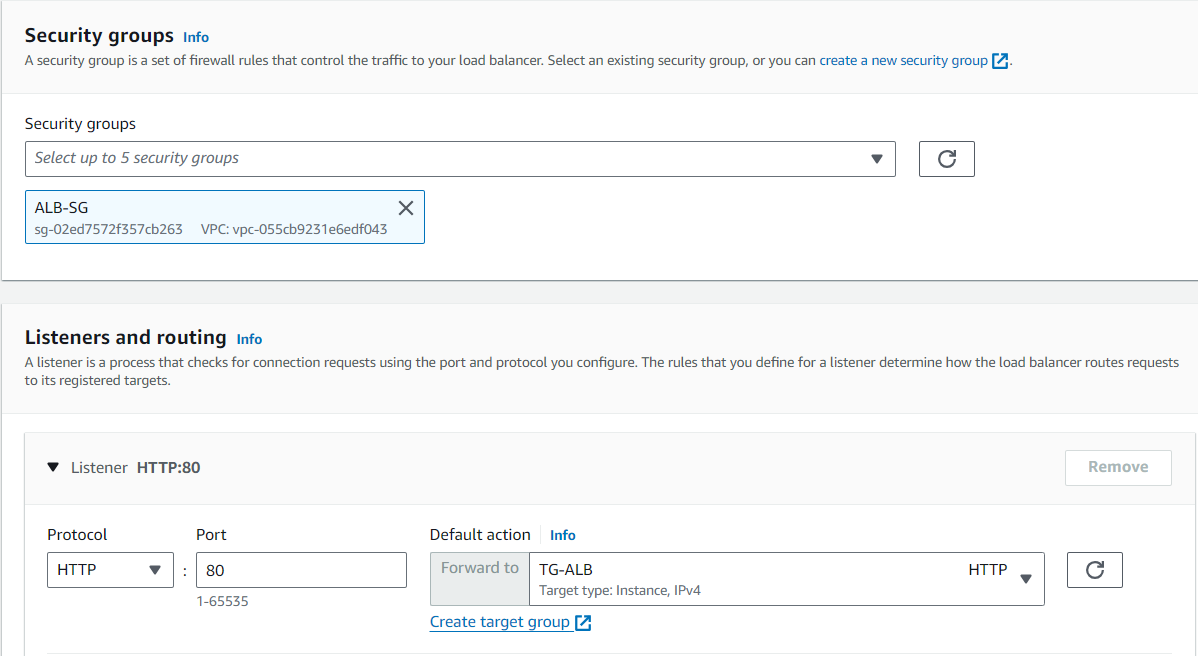 Security groups Info
A security group is a set of firewall rules that control the traffic to your load balancer. Select an existing security group, or you can create a new security group.
Security groups
Select up to 5 security groups
ALB-SG
sg-02ed7572f357cb263 VPC: vpc-055cb9231e6edf043
Listeners and routing Info
A listener is a process that checks for connection requests using the port and protocol you configure. The rules that you define for a listener determine how the load balancer routes requests
to its registered targets.
Listener HTTP:80
Remove
Protocol Port Default action Info
HTTP : 80 Forward to TG-ALB HTTP
Target type: Instance, IPv4
1-65535
Create target group